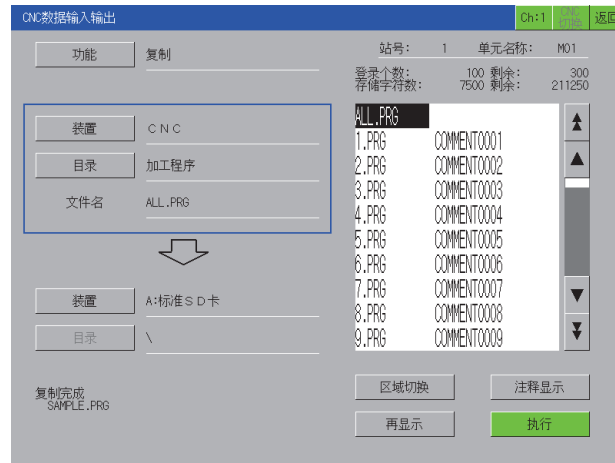 CNC数据输入输出 Ch:1 CNC切换 返回
功能 复制
站号: 1 单元名称: M01
登录个数: 100 剩余: 300
存储字符数: 7500 剩余: 211250
装置 CNC
目录 加工程序
文件名 ALL.PRG
装置 A:标准SD卡
目录 \
复制完成
SAMPLE.PRG
ALL.PRG
1.PRG COMMENT0001
2.PRG COMMENT0002
3.PRG COMMENT0003
4.PRG COMMENT0004
5.PRG COMMENT0005
6.PRG COMMENT0006
7.PRG COMMENT0007
8.PRG COMMENT0008
9.PRG COMMENT0009
区域切换 注释显示
再显示 执行